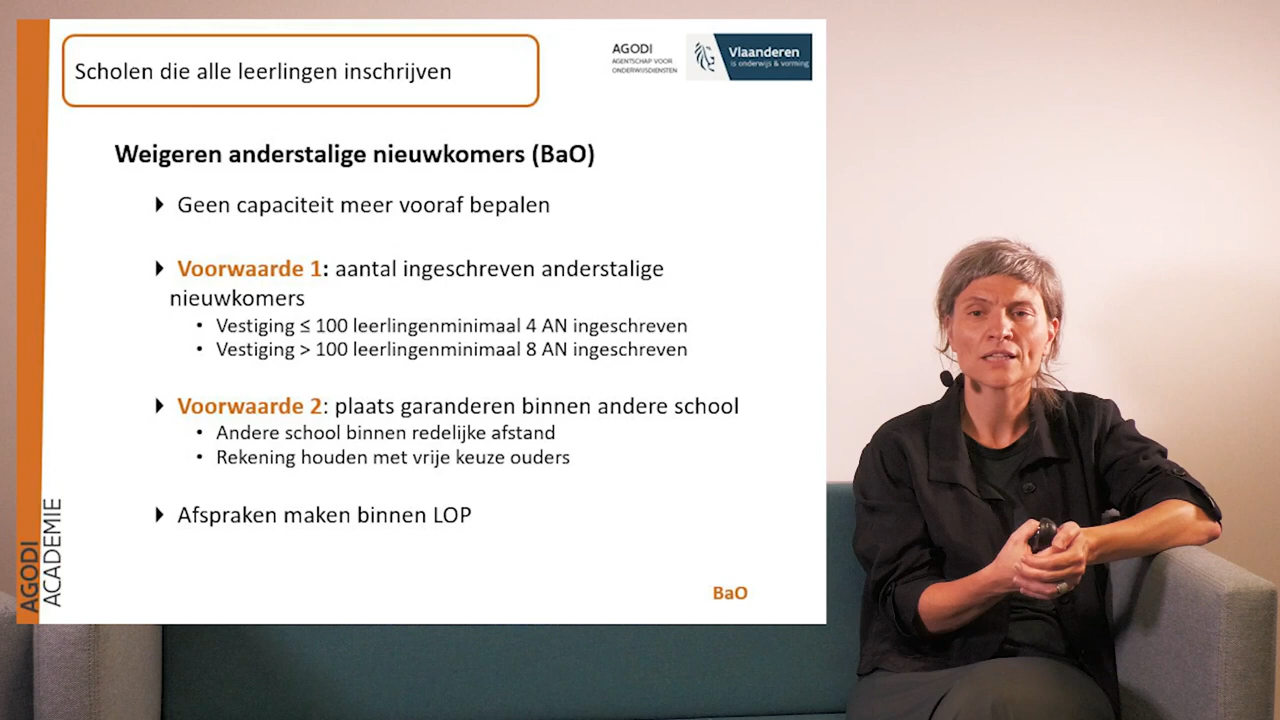 Scholen die alle leerlingen inschrijven
AGODI
AGENTSCHAP VOOR
ONDERWIJSDIENSTEN
Vlaanderen
is onderwijs & vorming
Weigeren anderstalige nieuwkomers (BaO)
Geen capaciteit meer vooraf bepalen
Voorwaarde 1: aantal ingeschreven anderstalige
nieuwkomers
• Vestiging ≤ 100 leerlingenminimaal 4 AN ingeschreven
• Vestiging > 100 leerlingenminimaal 8 AN ingeschreven
Voorwaarde 2: plaats garanderen binnen andere school
• Andere school binnen redelijke afstand
• Rekening houden met vrije keuze ouders
Afspraken maken binnen LOP
BaO
AGODI
ACADEMIE